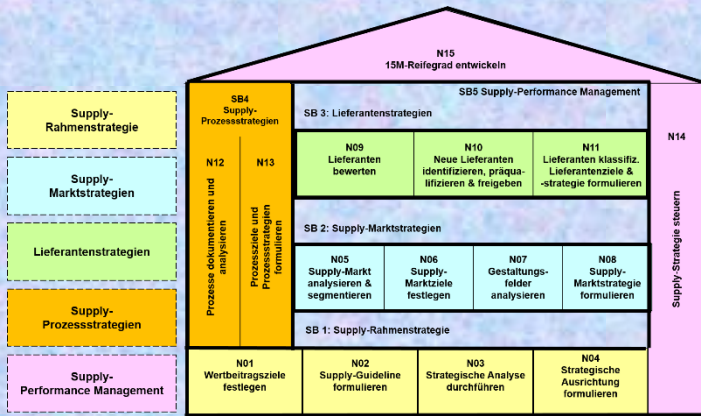 N15
15M-Reifegrad entwickeln
Supply-
Rahmenstrategie
Supply-
Marktstrategien
Lieferantenstrategien
Supply-
Prozessstrategien
Supply-
Performance Management
SB4
Supply-
Prozessstrategien
N12
Prozesse dokumentieren und
analysieren
N13
Prozessziele und
Prozessstrategien
formulieren
SB5 Supply-Performance Management
SB 3: Lieferantenstrategien
N09
Lieferanten
bewerten
N10
Neue Lieferanten
identifizieren, präqua-
lifizieren & freigeben
N11
Lieferanten klassifiz.
Lieferantenziele &
-strategie formulieren
SB 2: Supply-Marktstrategien
N05
Supply-Markt
analysieren &
segmentieren
N06
Supply-
Marktziele
festlegen
N07
Gestaltungs-
felder
analysieren
N08
Supply-
Marktstrategie
formulieren
SB 1: Supply-Rahmenstrategie
N01
Wertbeitragsziele
festlegen
N02
Supply-Guideline
formulieren
N03
Strategische Analyse
durchführen
N04
Strategische
Ausrichtung
formulieren
N14
Supply-Strategie steuern